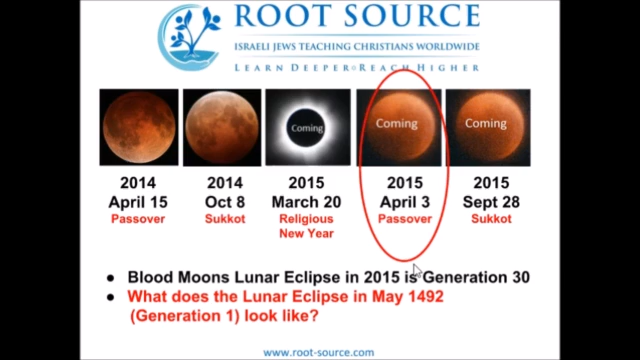 ROOT SOURCE
ISRAELI JEWS TEACHING CHRISTIANS WORLDWIDE
LEARN DEEPER◦REACH HIGHER
Coming
Coming
Coming
2014
April 15
Passover
2014
Oct 8
Sukkot
2015
March 20
Religious
New Year
2015
April 3
Passover
2015
Sept 28
Sukkot
● Blood Moons Lunar Eclipse in 2015 is Generation 30
● What does the Lunar Eclipse in May 1492
(Generation 1) look like?
www.root-source.com